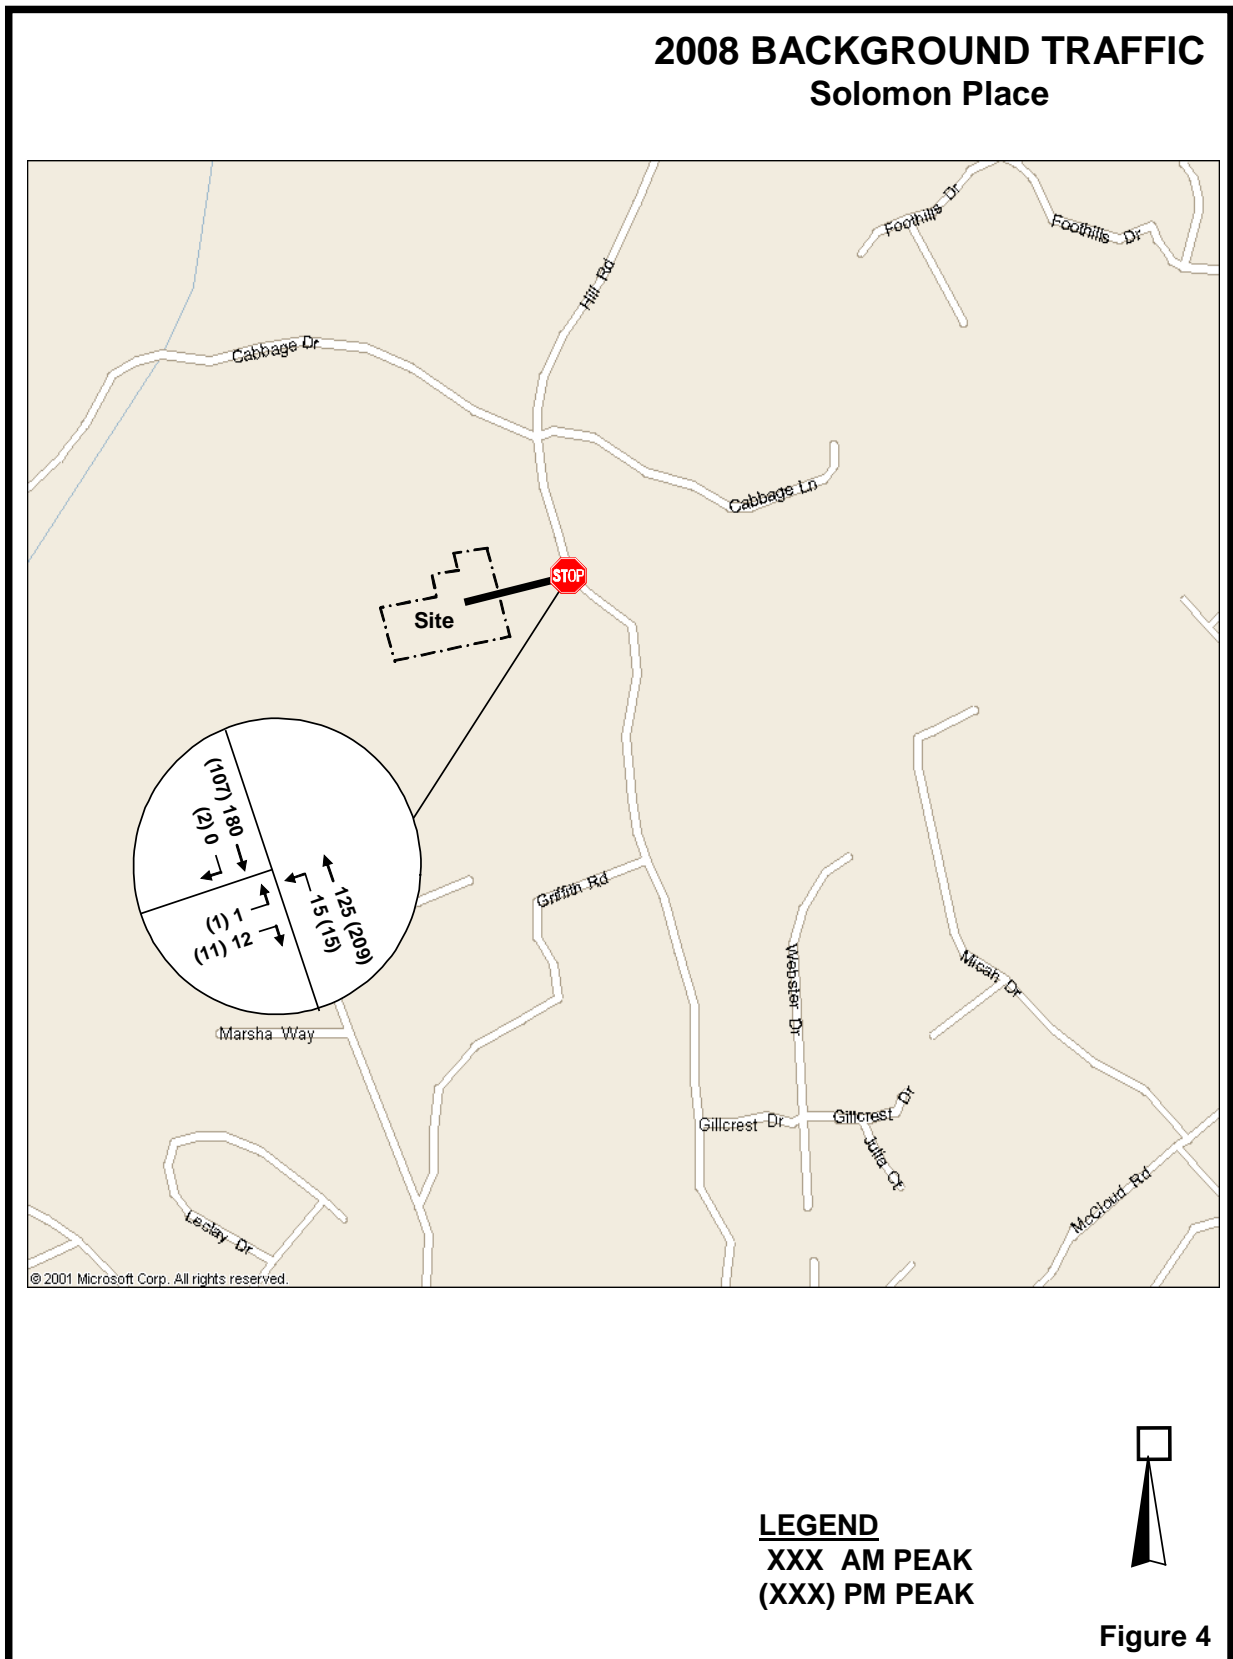 2008 BACKGROUND TRAFFIC
Solomon Place
Foothills Dr
Foothills Dr
Hill Rd
Cabbage Dr
Cabbage Ln
STOP
Site
(107) 180
(2) 0
(1) 1
(11) 12
125 (209)
15 (15)
Griffith Rd
Webster Dr
Micah Dr
Marsha Way
Gillcrest Dr
Gillcrest Dr
Julia Ct
McCloud Rd
Leslay Dr
© 2001 Microsoft Corp. All rights reserved.
LEGEND
XXX AM PEAK
(XXX) PM PEAK
Figure 4